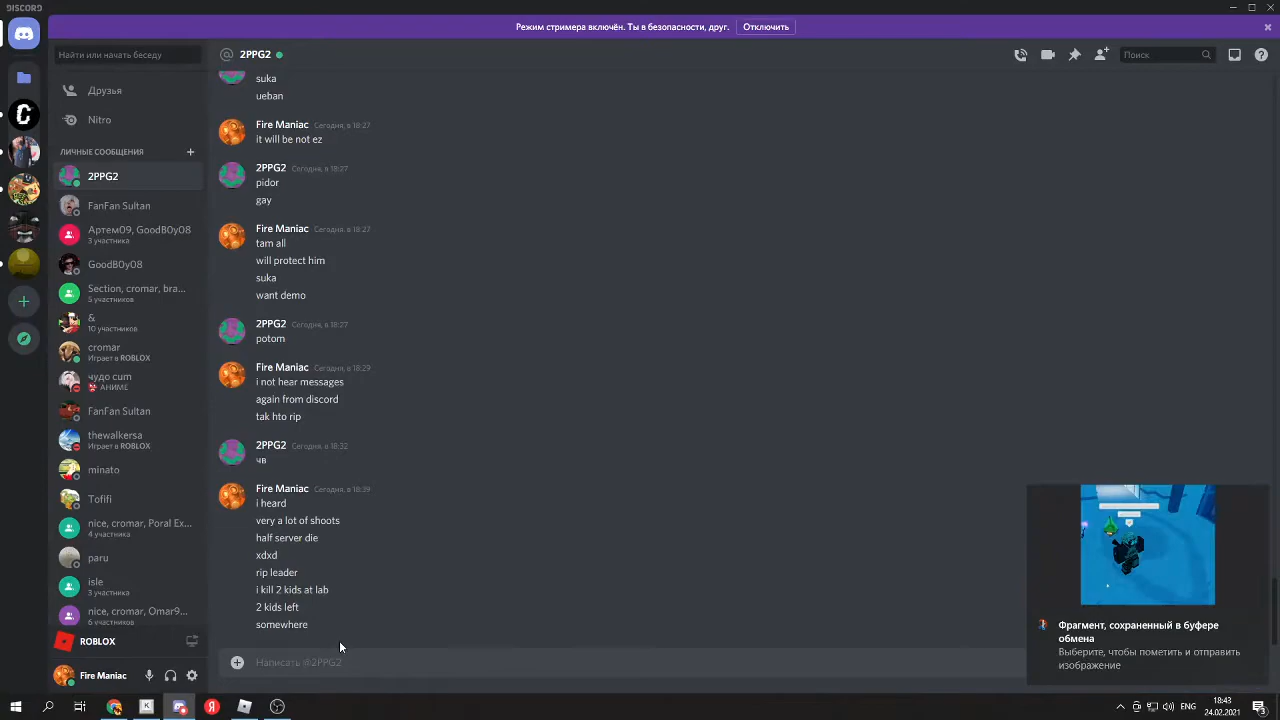 DISCORD
Режим стримера включён. Ты в безопасности, друг. Отключить
Найти или начать беседу
2PPG2
Поиск
Друзья
Nitro
ЛИЧНЫЕ СООБЩЕНИЯ
2PPG2
FanFan Sultan
Артем09, GoodB0y08
3 участника
GoodB0y08
Section, cromar, bra...
5 участников
&
10 участников
cromar
Играет в ROBLOX
чудо cum
АНИМЕ
FanFan Sultan
thewalkersa
Играет в ROBLOX
minato
Tofifi
nice, cromar, Poral Ex...
4 участника
paru
isle
3 участника
nice, cromar, Omar9...
6 участников
ROBLOX
Fire Maniac
suka
ueban
Fire Maniac Сегодня, в 18:27
it will be not ez
2PPG2 Сегодня, в 18:27
pidor
gay
Fire Maniac Сегодня, в 18:27
tam all
will protect him
suka
want demo
2PPG2 Сегодня, в 18:27
potom
Fire Maniac Сегодня, в 18:29
i not hear messages
again from discord
tak hto rip
2PPG2 Сегодня, в 18:32
чв
Fire Maniac Сегодня, в 18:39
i heard
very a lot of shoots
half server die
xdxd
rip leader
i kill 2 kids at lab
2 kids left
somewhere
Написать @2PPG2
Фрагмент, сохраненный в буфере
обмена
Выберите, чтобы пометить и отправить
изображение
ENG
18:43
24.02.2021